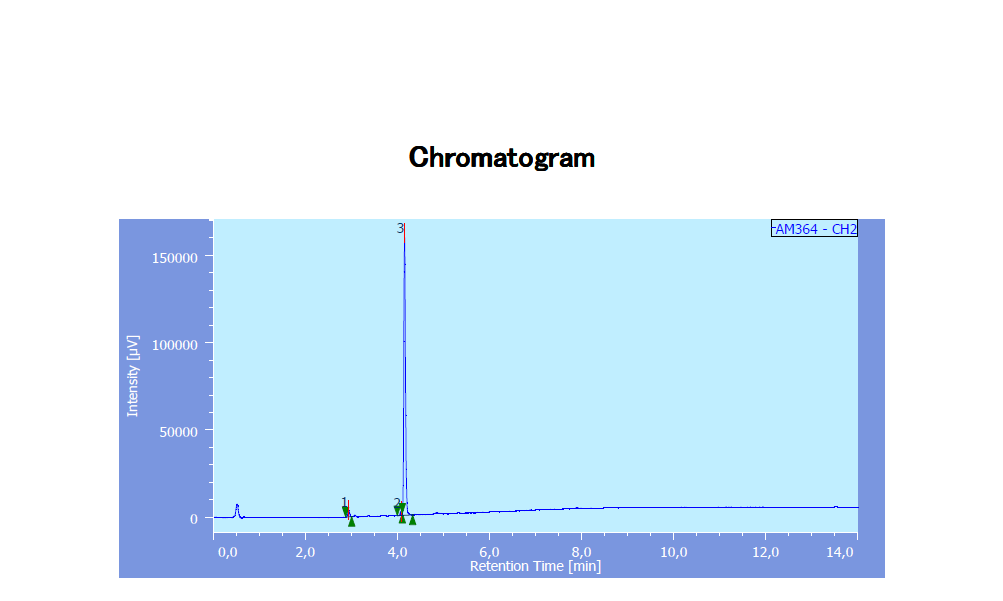 Chromatogram
AM364 - CH2
3
150000
100000
50000
0
Intensity [µV]
1
2
0,0 2,0 4,0 6,0 8,0 10,0 12,0 14,0
Retention Time [min]